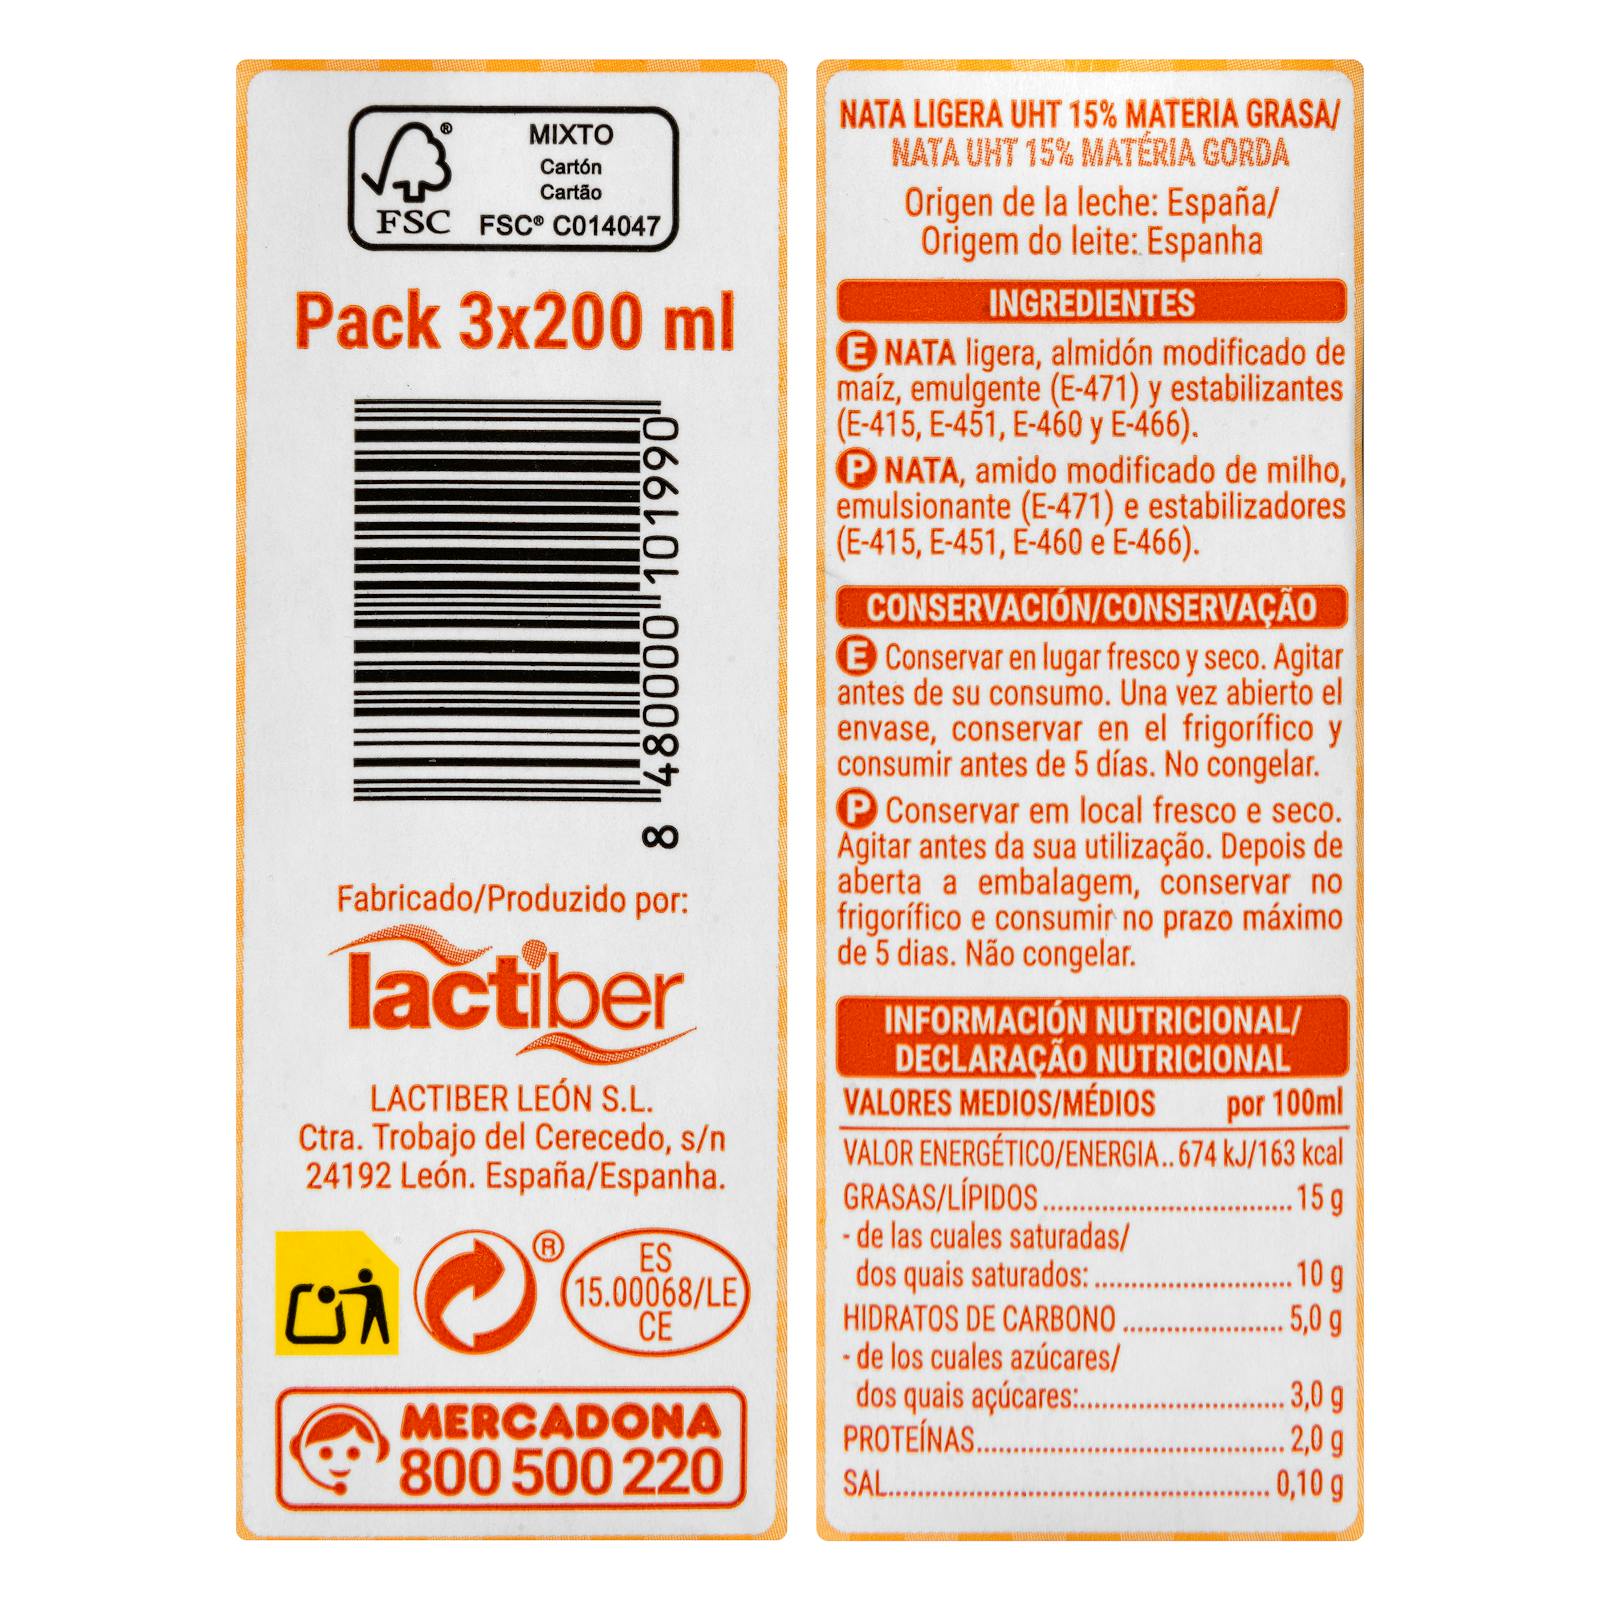 MIXTO
Cartón
Cartão
FSC® C014047
®
FSC
Pack 3x200 ml
8 480000 101990
Fabricado/Produzido por:
lactiber
LACTIBER LEÓN S.L.
Ctra. Trobajo del Cerecedo, s/n
24192 León. España/Espanha.
®
ES
15.00068/LE
CE
MERCADONA
800 500 220
NATA LIGERA UHT 15% MATERIA GRASA/
NATA UHT 15% MATÉRIA GORDA
Origen de la leche: España/
Origem do leite: Espanha
INGREDIENTES
E NATA ligera, almidón modificado de
maíz, emulgente (E-471) y estabilizantes
(E-415, E-451, E-460 y E-466).
P NATA, amido modificado de milho,
emulsionante (E-471) e estabilizadores
(E-415, E-451, E-460 e E-466).
CONSERVACIÓN/CONSERVAÇÃO
E Conservar en lugar fresco y seco. Agitar
antes de su consumo. Una vez abierto el
envase, conservar en el frigorífico y
consumir antes de 5 días. No congelar.
P Conservar em local fresco e seco.
Agitar antes da sua utilização. Depois de
aberta a embalagem, conservar no
frigorífico e consumir no prazo máximo
de 5 dias. Não congelar.
INFORMACIÓN NUTRICIONAL/
DECLARAÇÃO NUTRICIONAL
VALORES MEDIOS/MÉDIOS por 100ml
VALOR ENERGÉTICO/ENERGIA.. 674 kJ/163 kcal
GRASAS/LÍPIDOS ............................... 15 g
- de las cuales saturadas/
dos quais saturados: ........................ 10 g
HIDRATOS DE CARBONO .................... 5,0 g
- de los cuales azúcares/
dos quais açúcares:.......................... 3,0 g
PROTEÍNAS...................................... 2,0 g
SAL................................................ 0,10 g